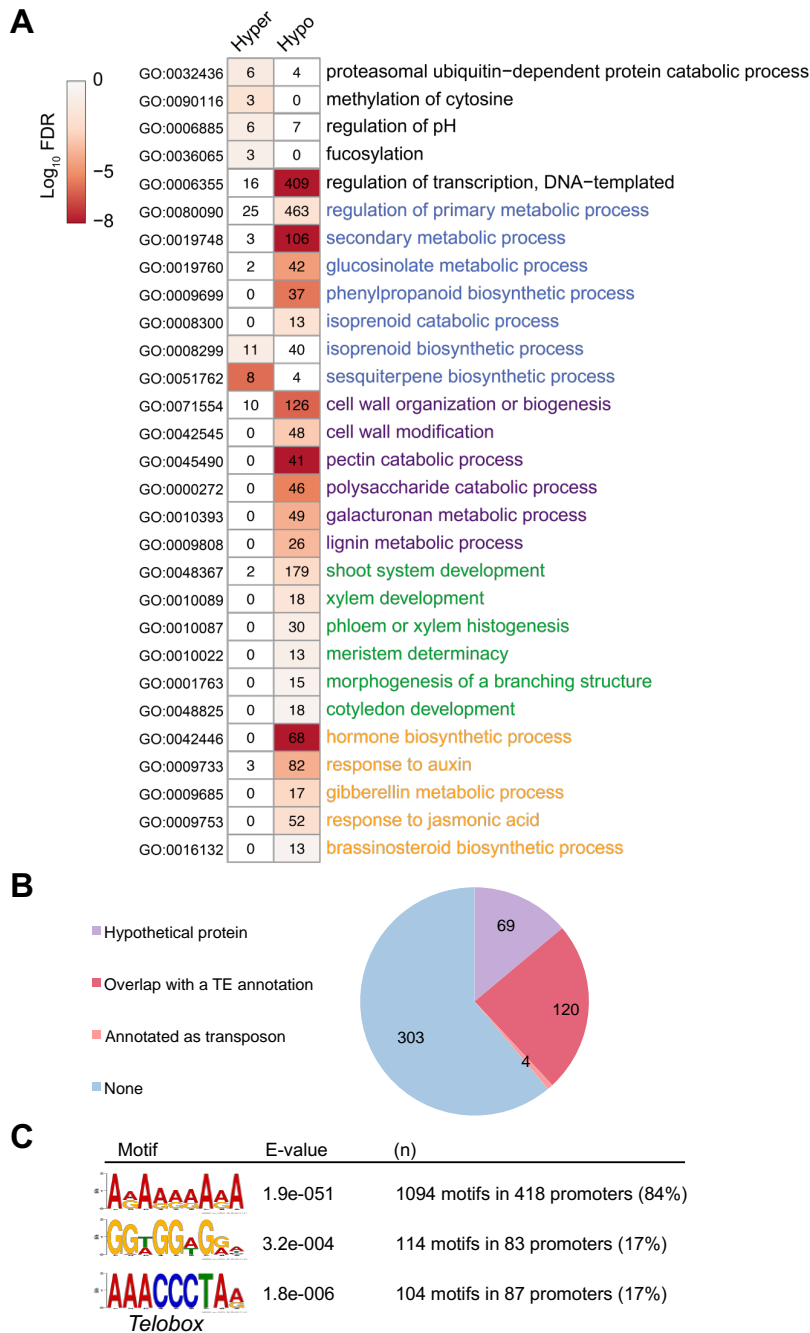 A
Hyper Hypo
0
−5
−8
Log10 FDR
GO:0032436 6 4 proteasomal ubiquitin−dependent protein catabolic process
GO:0090116 3 0 methylation of cytosine
GO:0006885 6 7 regulation of pH
GO:0036065 3 0 fucosylation
GO:0006355 16 409 regulation of transcription, DNA−templated
GO:0080090 25 463 regulation of primary metabolic process
GO:0019748 3 106 secondary metabolic process
GO:0019760 2 42 glucosinolate metabolic process
GO:0009699 0 37 phenylpropanoid biosynthetic process
GO:0008300 0 13 isoprenoid catabolic process
GO:0008299 11 40 isoprenoid biosynthetic process
GO:0051762 8 4 sesquiterpene biosynthetic process
GO:0071554 10 126 cell wall organization or biogenesis
GO:0042545 0 48 cell wall modification
GO:0045490 0 41 pectin catabolic process
GO:0000272 0 46 polysaccharide catabolic process
GO:0010393 0 49 galacturonan metabolic process
GO:0009808 0 26 lignin metabolic process
GO:0048367 2 179 shoot system development
GO:0010089 0 18 xylem development
GO:0010087 0 30 phloem or xylem histogenesis
GO:0010022 0 13 meristem determinacy
GO:0001763 0 15 morphogenesis of a branching structure
GO:0048825 0 18 cotyledon development
GO:0042446 0 68 hormone biosynthetic process
GO:0009733 3 82 response to auxin
GO:0009685 0 17 gibberellin metabolic process
GO:0009753 0 52 response to jasmonic acid
GO:0016132 0 13 brassinosteroid biosynthetic process
B
Hypothetical protein
Overlap with a TE annotation
Annotated as transposon
None
69
120
4
303
C
Motif E-value (n)
AAAAAAAAA 1.9e-051 1094 motifs in 418 promoters (84%)
GGTGGAGG 3.2e-004 114 motifs in 83 promoters (17%)
AAACCCTAA 1.8e-006 104 motifs in 87 promoters (17%)
Telobox